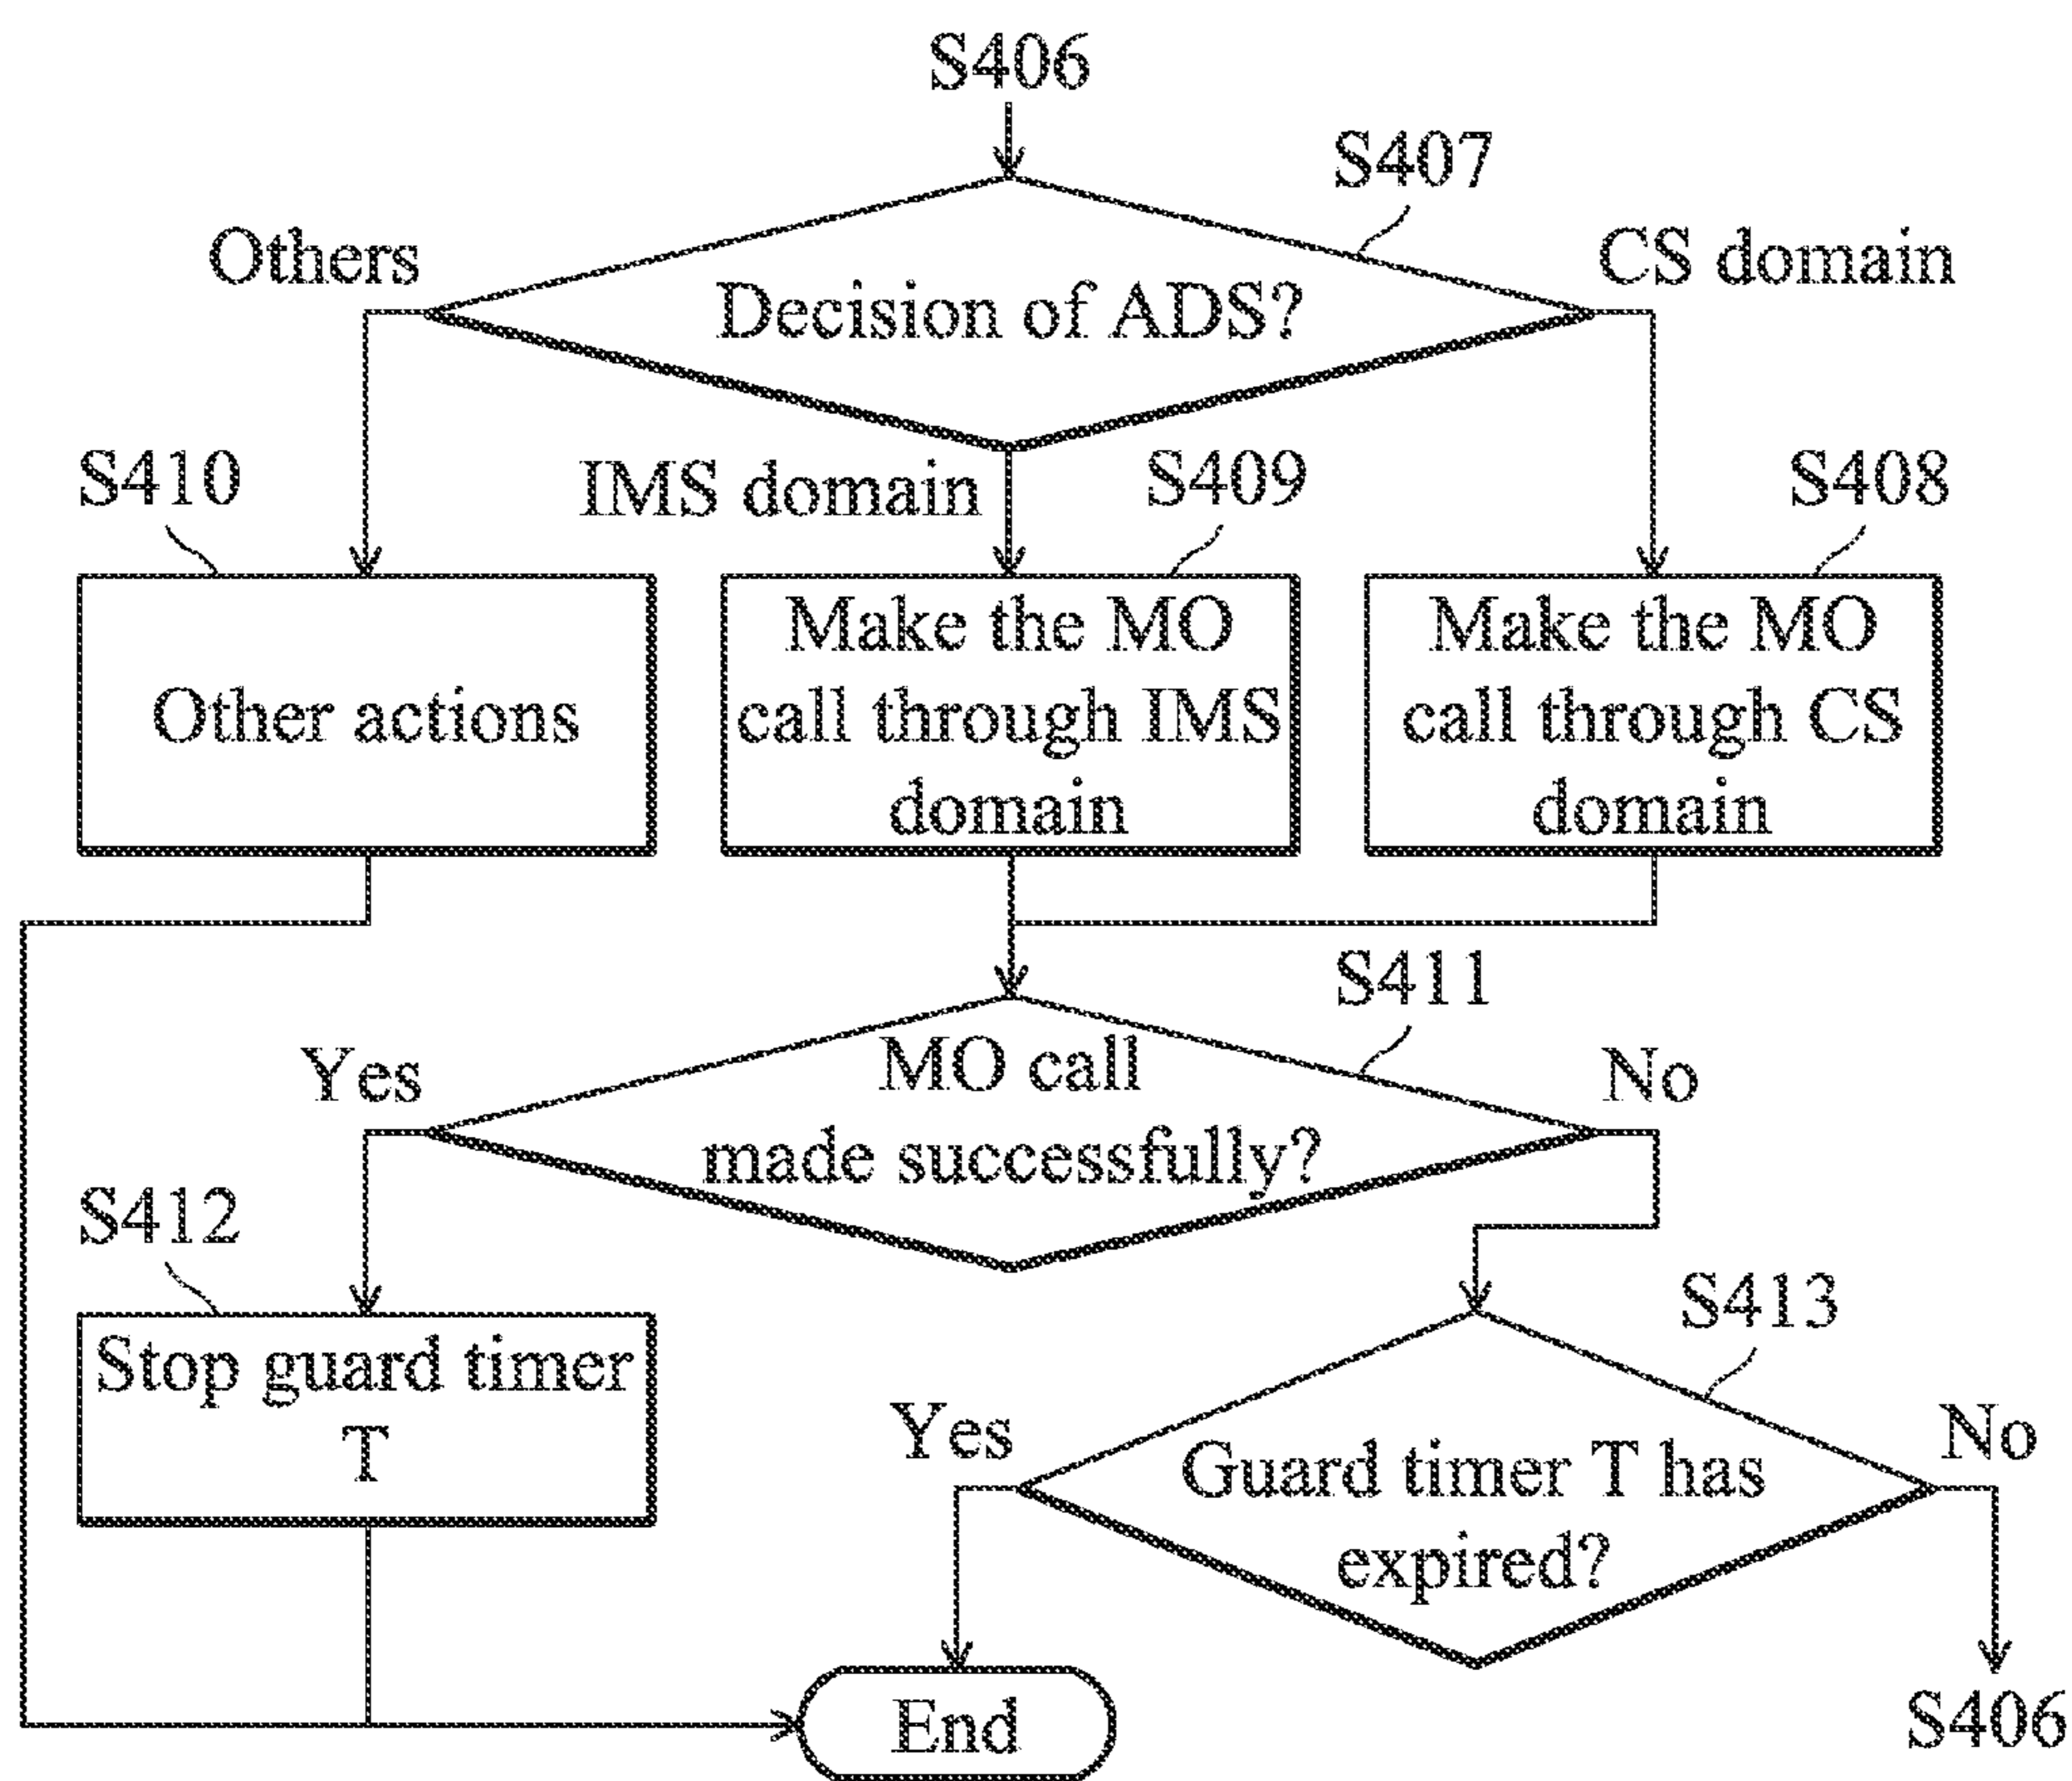 S406
S407
Others
CS domain
Decision of ADS?
S410
IMS domain
S409
S408
Other actions
Make the MO
call through IMS
domain
Make the MO
call through CS
domain
S411
Yes
MO call
made successfully?
No
S412
Stop guard timer
T
S413
Yes
Guard timer T has
expired?
No
End
S406